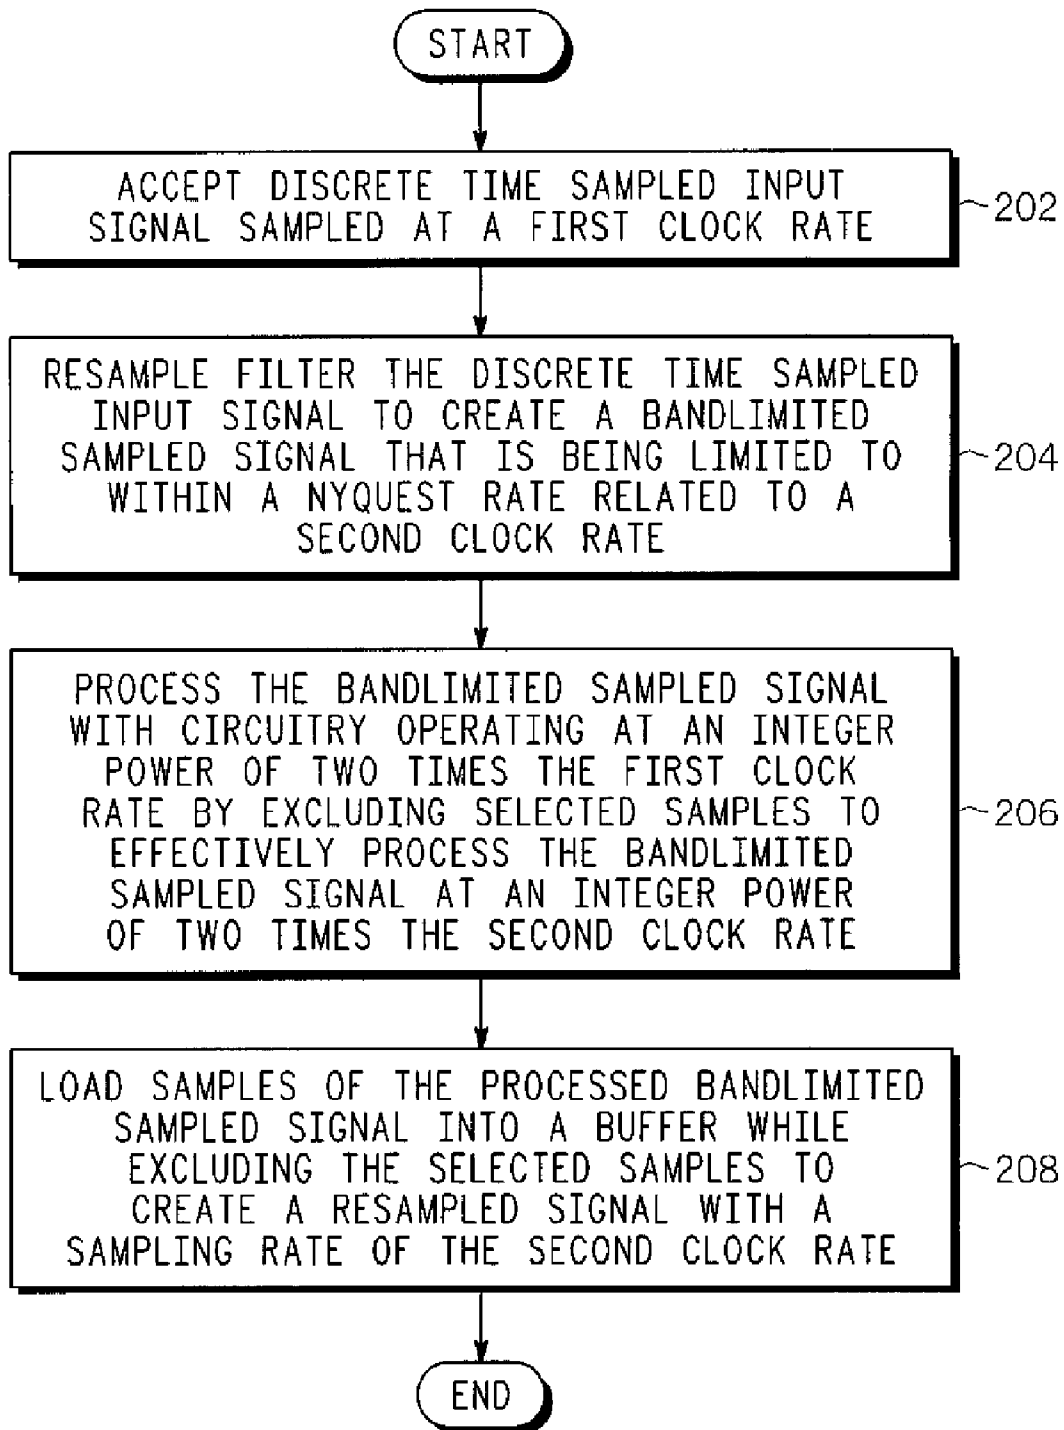 START
ACCEPT DISCRETE TIME SAMPLED INPUT
SIGNAL SAMPLED AT A FIRST CLOCK RATE
202
RESAMPLE FILTER THE DISCRETE TIME SAMPLED
INPUT SIGNAL TO CREATE A BANDLIMITED
SAMPLED SIGNAL THAT IS BEING LIMITED TO
WITHIN A NYQUEST RATE RELATED TO A
SECOND CLOCK RATE
204
PROCESS THE BANDLIMITED SAMPLED SIGNAL
WITH CIRCUITRY OPERATING AT AN INTEGER
POWER OF TWO TIMES THE FIRST CLOCK
RATE BY EXCLUDING SELECTED SAMPLES TO
EFFECTIVELY PROCESS THE BANDLIMITED
SAMPLED SIGNAL AT AN INTEGER POWER
OF TWO TIMES THE SECOND CLOCK RATE
206
LOAD SAMPLES OF THE PROCESSED BANDLIMITED
SAMPLED SIGNAL INTO A BUFFER WHILE
EXCLUDING THE SELECTED SAMPLES TO
CREATE A RESAMPLED SIGNAL WITH A
SAMPLING RATE OF THE SECOND CLOCK RATE
208
END